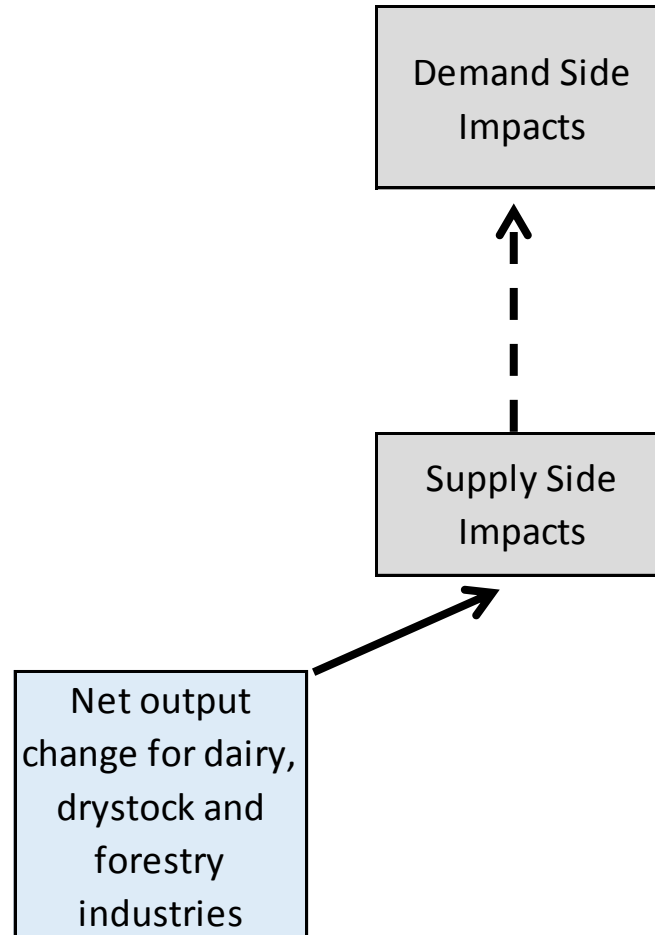 Demand Side
Impacts
Supply Side
Impacts
Net output
change for dairy,
drystock and
forestry
industries